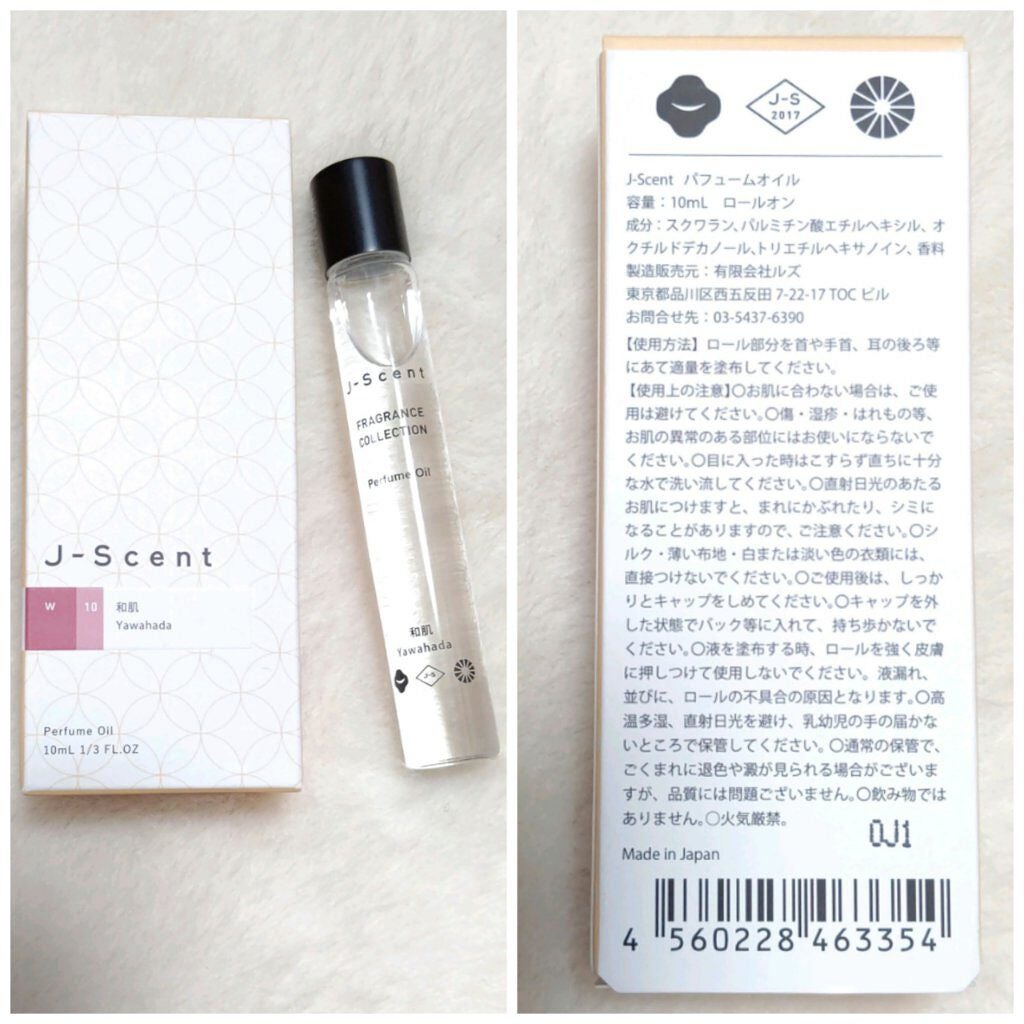 J-Scent
W 10 和肌
Yawahada
Perfume Oil
10mL 1/3 FL.OZ
J-Scent
FRAGRANCE
COLLECTION
Perfume Oil
和肌
Yawahada
J-S
J-S
2017
J-Scent パフュームオイル
容量：10mL ロールオン
成分：スクワラン、パルミチン酸エチルヘキシル、オ
クチルドデカノール、トリエチルヘキサノイン、香料
製造販売元：有限会社ルズ
東京都品川区西五反田 7-22-17 TOC ビル
お問合せ先：03-5437-6390
【使用方法】ロール部分を首や手首、耳の後ろ等
にあて適量を塗布してください。
【使用上の注意】〇お肌に合わない場合は、ご使
用は避けてください。〇傷・湿疹・はれもの等、
お肌の異常のある部位にはお使いにならないで
ください。〇目に入った時はこすらず直ちに十分
な水で洗い流してください。〇直射日光のあたる
お肌につけますと、まれにかぶれたり、シミに
なることがありますので、ご注意ください。〇シ
ルク・薄い布地・白または淡い色の衣類には、
直接つけないでください。〇ご使用後は、しっか
りとキャップをしめてください。〇キャップを外
した状態でバック等に入れて、持ち歩かないで
ください。〇液を塗布する時、ロールを強く皮膚
に押しつけて使用しないでください。液漏れ、
並びに、ロールの不具合の原因となります。〇高
温多湿、直射日光を避け、乳幼児の手の届かな
いところで保管してください。〇通常の保管で、
ごくまれに退色や澱が見られる場合がございま
すが、品質には問題ございません。〇飲み物では
ありません。〇火気厳禁。
0J1
Made in Japan
4 560228 463354